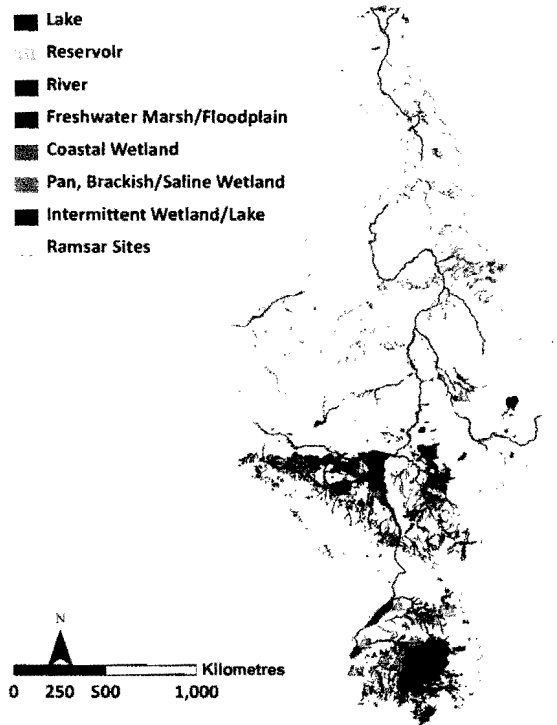 Lake
Reservoir
River
Freshwater Marsh/Floodplain
Coastal Wetland
Pan, Brackish/Saline Wetland
Intermittent Wetland/Lake
Ramsar Sites
N
Kilometres
0 250 500 1,000